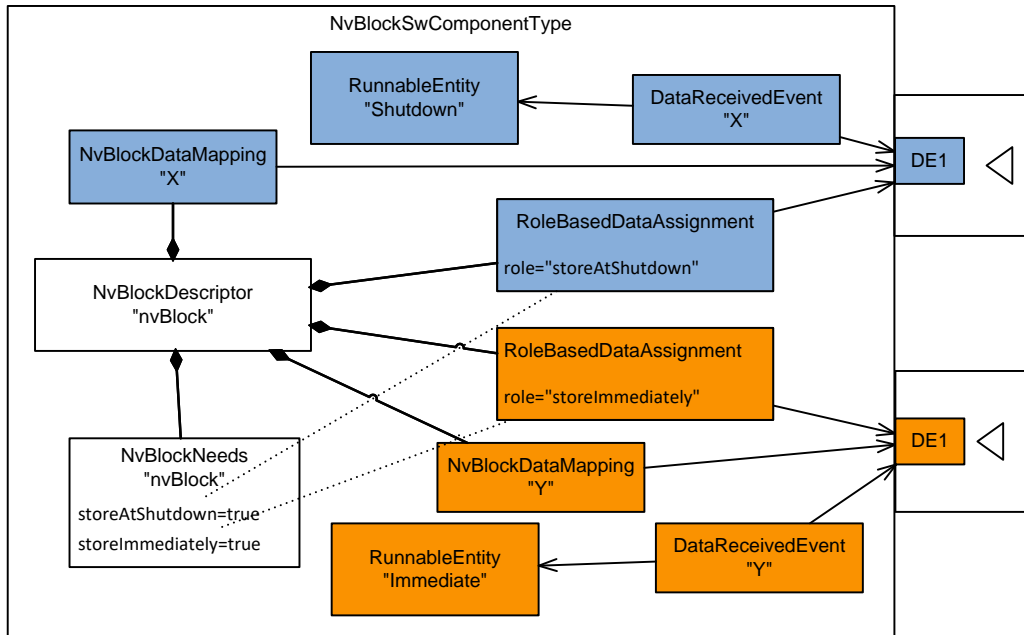 NvBlockSwComponentType
RunnableEntity
"Shutdown"
DataReceivedEvent
"X"
NvBlockDataMapping
"X"
DE1
RoleBasedDataAssignment
role="storeAtShutdown"
NvBlockDescriptor
"nvBlock"
RoleBasedDataAssignment
role="storeImmediately"
DE1
NvBlockNeeds
"nvBlock"
storeAtShutdown=true
storeImmediately=true
NvBlockDataMapping
"Y"
RunnableEntity
"Immediate"
DataReceivedEvent
"Y"